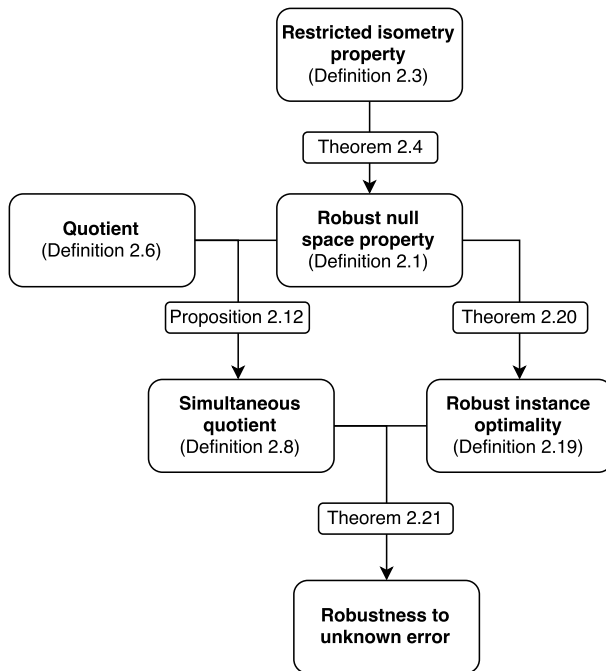 Restricted isometry
property
(Definition 2.3)
Theorem 2.4
Quotient
(Definition 2.6)
Robust null
space property
(Definition 2.1)
Proposition 2.12
Theorem 2.20
Simultaneous
quotient
(Definition 2.8)
Robust instance
optimality
(Definition 2.19)
Theorem 2.21
Robustness to
unknown error